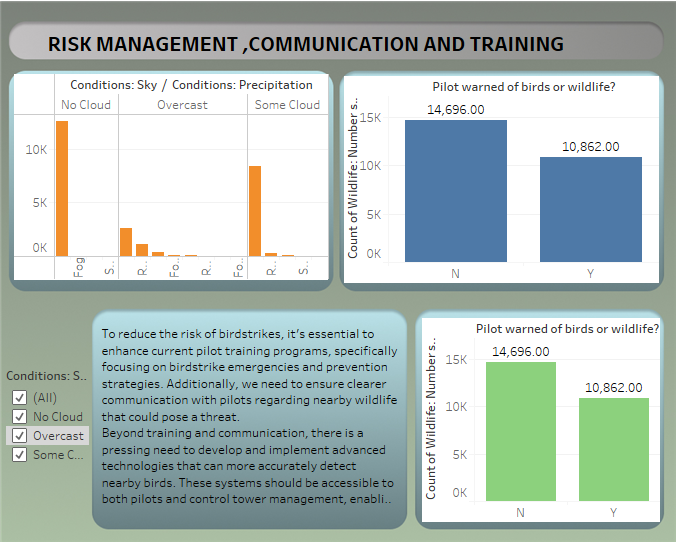 RISK MANAGEMENT ,COMMUNICATION AND TRAINING
Conditions: Sky / Conditions: Precipitation
No Cloud Overcast Some Cloud
10K
5K
0K
Fog S.. R.. Fo.. R.. Fo.. R.. S..
Pilot warned of birds or wildlife?
Count of Wildlife: Number s..
15K
10K
5K
0K
14,696.00
10,862.00
N Y
Conditions: S..
(All)
No Cloud
Overcast
Some C...
To reduce the risk of birdstrikes, it's essential to
enhance current pilot training programs, specifically
focusing on birdstrike emergencies and prevention
strategies. Additionally, we need to ensure clearer
communication with pilots regarding nearby wildlife
that could pose a threat.
Beyond training and communication, there is a
pressing need to develop and implement advanced
technologies that can more accurately detect
nearby birds. These systems should be accessible to
both pilots and control tower management, enabli..
Pilot warned of birds or wildlife?
Count of Wildlife: Number s..
15K
10K
5K
0K
14,696.00
10,862.00
N Y